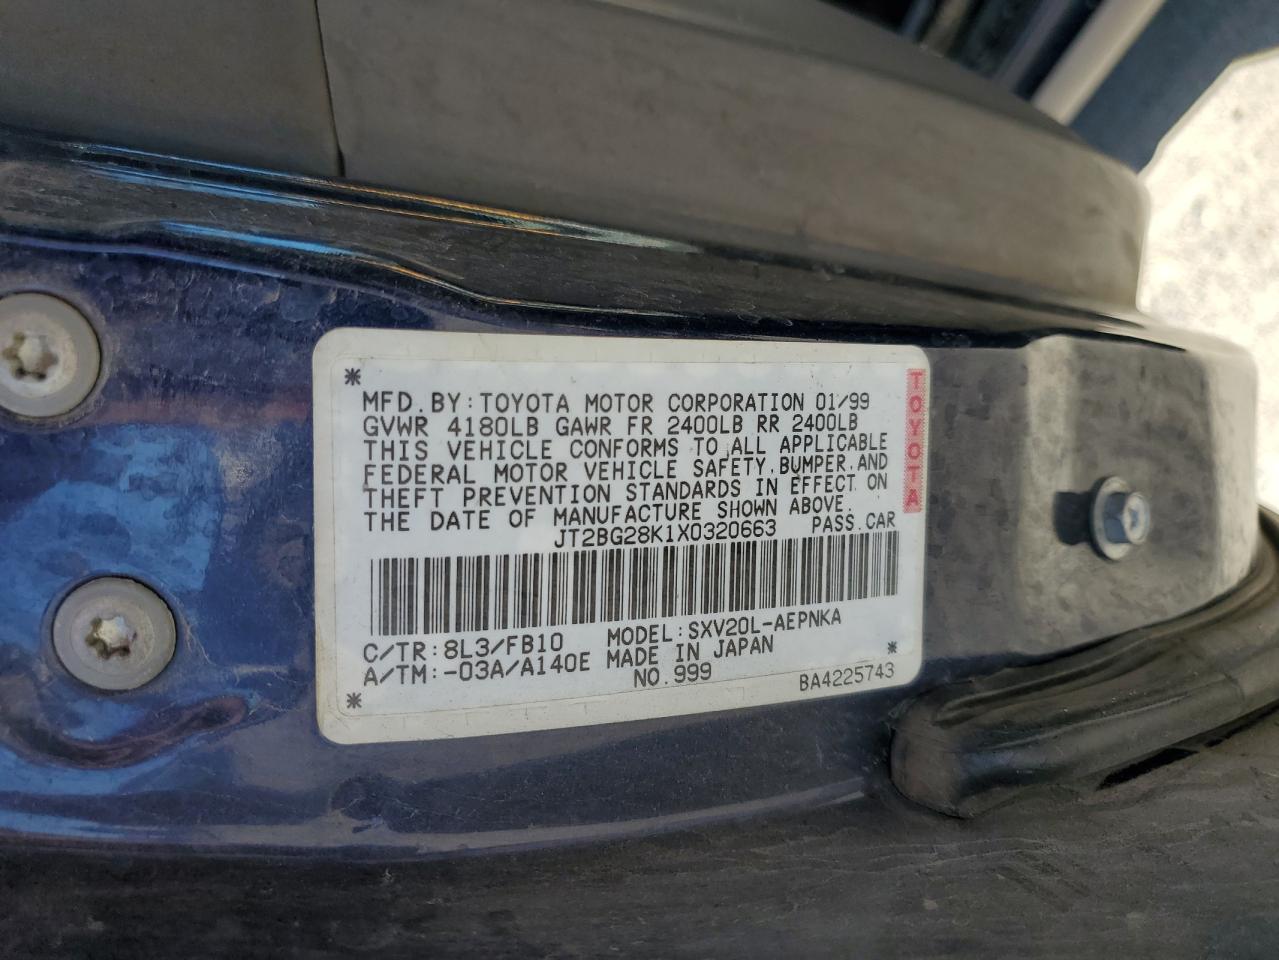 MFD. BY: TOYOTA MOTOR CORPORATION 01/99
GVWR 4180LB GAWR FR 2400LB RR 2400LB
THIS VEHICLE CONFORMS TO ALL APPLICABLE
FEDERAL MOTOR VEHICLE SAFETY, BUMPER, AND
THEFT PREVENTION STANDARDS IN EFFECT ON
THE DATE OF MANUFACTURE SHOWN ABOVE.
JT2BG28K1X0320663 PASS. CAR
C/TR: 8L3/FB10 MODEL: SXV20L-AEPNKA
A/TM: -03A/A140E MADE IN JAPAN
NO. 999
BA4225743
TOYOTA